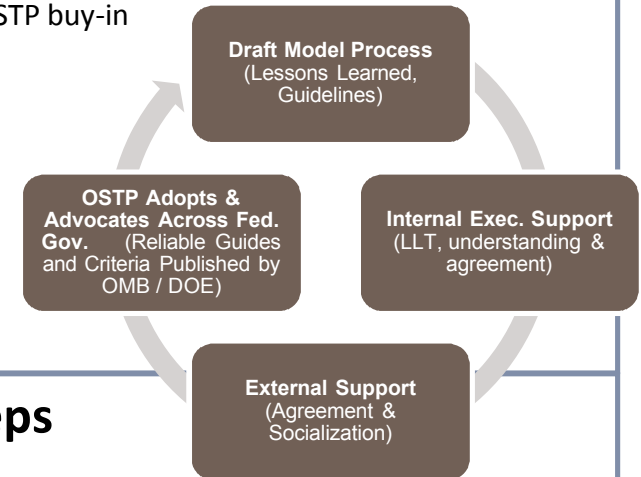 STP buy-in
Draft Model Process
(Lessons Learned,
Guidelines)
OSTP Adopts &
Advocates Across Fed.
Gov. (Reliable Guides
and Criteria Published by
OMB / DOE)
Internal Exec. Support
(LLT, understanding &
agreement)
External Support
(Agreement &
Socialization)
eps